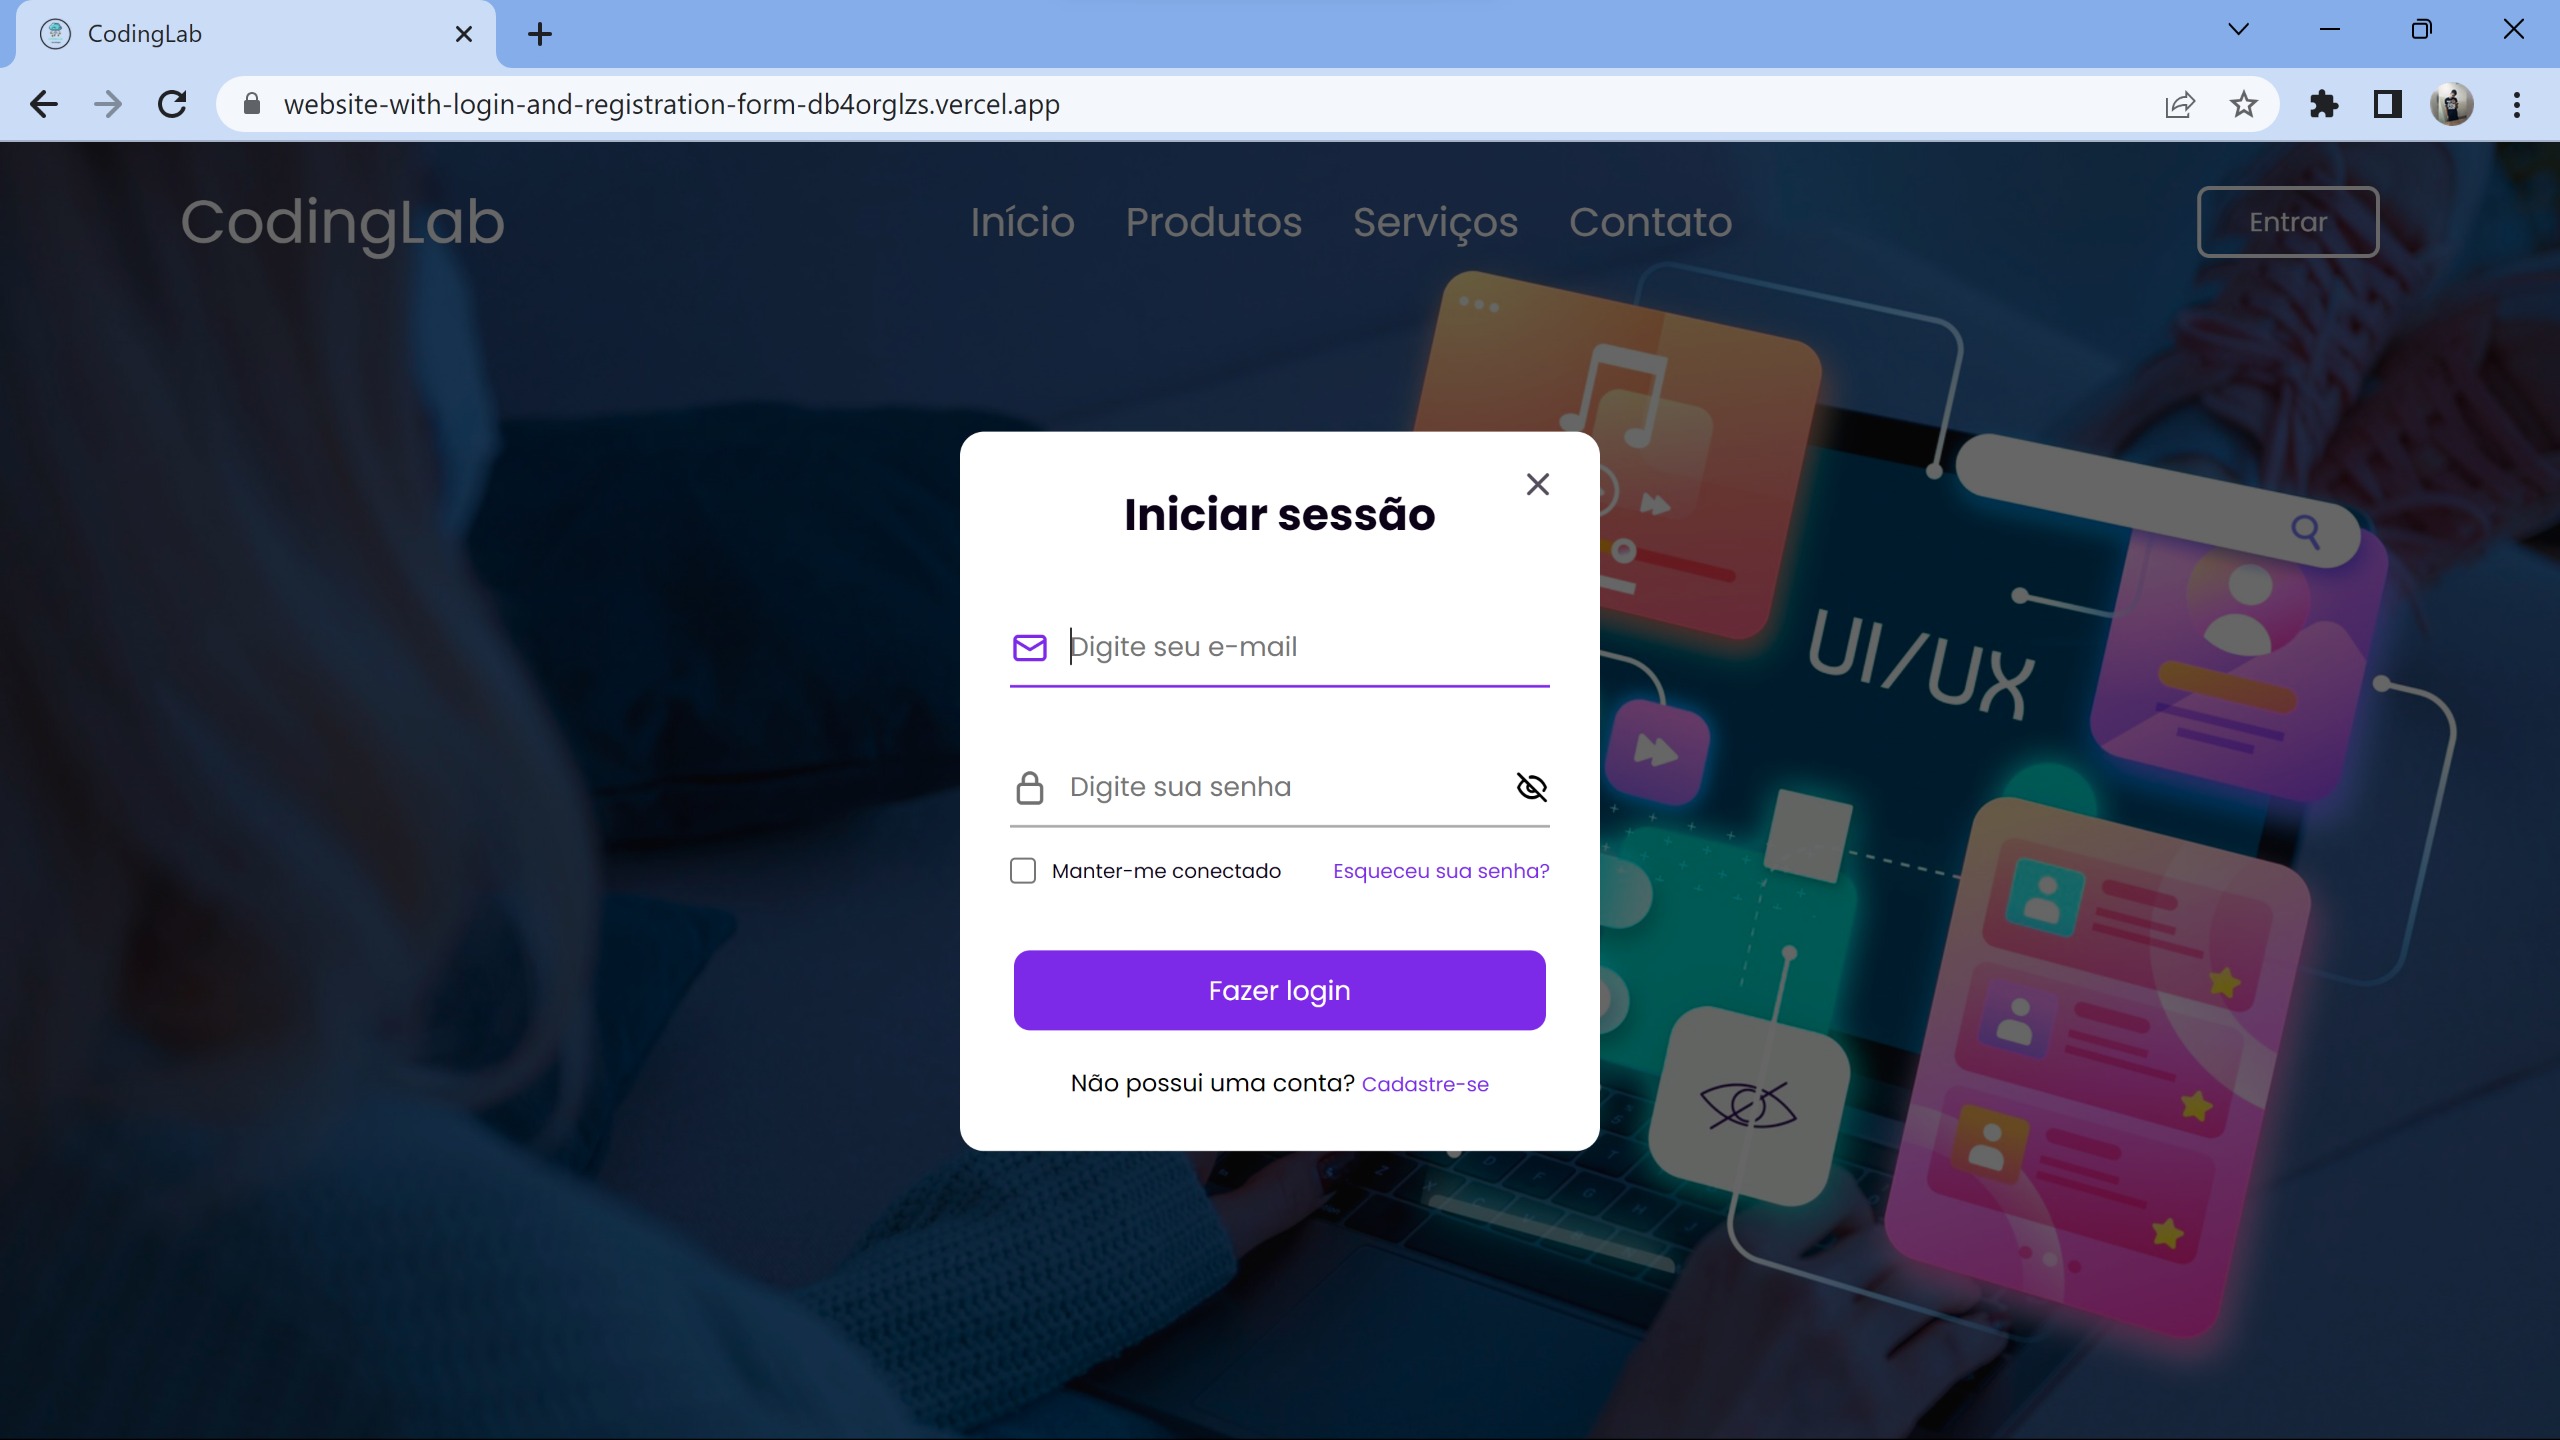 CodingLab
website-with-login-and-registration-form-db4orglzs.vercel.app
CodingLab
Início Produtos Serviços Contato
Entrar
Iniciar sessão
Digite seu e-mail
UI/UX
Digite sua senha
Manter-me conectado Esqueceu sua senha?
Fazer login
Não possui uma conta? Cadastre-se